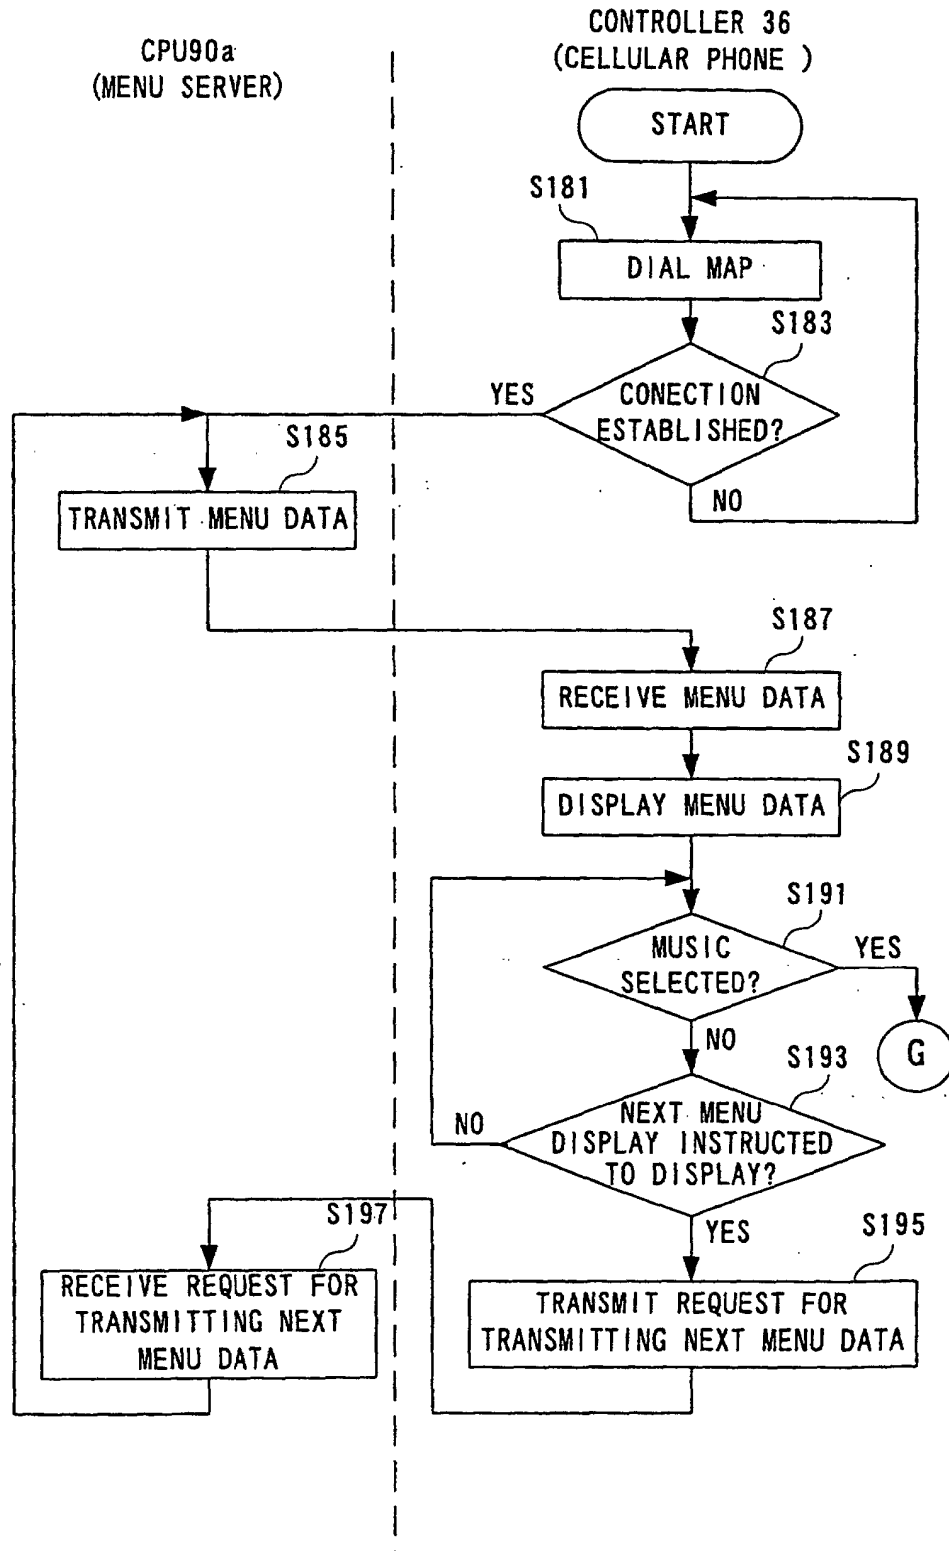 CPU90a
(MENU SERVER)
CONTROLLER 36
(CELLULAR PHONE )
START
S181
DIAL MAP
S183
CONECTION
ESTABLISHED?
YES
NO
S185
TRANSMIT MENU DATA
S187
RECEIVE MENU DATA
S189
DISPLAY MENU DATA
S191
MUSIC
SELECTED?
YES
G
NO
S193
NEXT MENU
DISPLAY INSTRUCTED
TO DISPLAY?
NO
YES
S195
TRANSMIT REQUEST FOR
TRANSMITTING NEXT MENU DATA
S197
RECEIVE REQUEST FOR
TRANSMITTING NEXT
MENU DATA